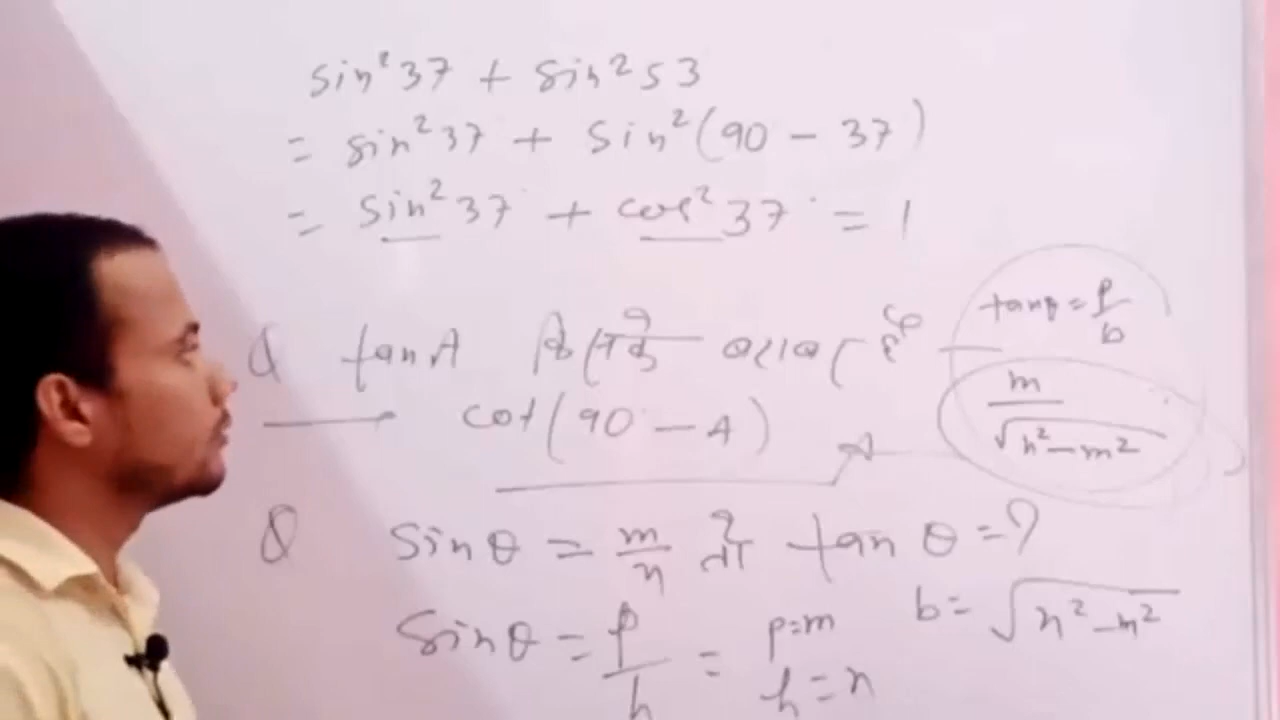 sin²37 + sin²53
= sin²37 + sin²(90 - 37)
= sin²37 + cos²37 = 1
Q tanA किसके बराबर है
cot(90 - A)
tanθ = p/b
m/√(n² - m²)
Q sinθ = m/n तो tanθ = ?
sinθ = p/h = p=m h=n b = √(n² - m²)